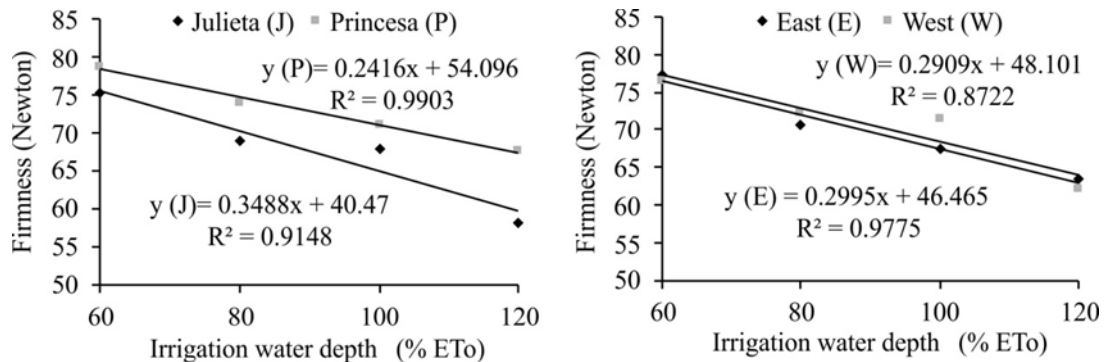 85
80
75
70
65
60
55
50
Firmness (Newton)
Julieta (J) Princesa (P)
y (P)= 0.2416x + 54.096
R² = 0.9903
y (J)= 0.3488x + 40.47
R² = 0.9148
60 80 100 120
Irrigation water depth (% ETo)
85
80
75
70
65
60
55
50
Firmness (Newton)
East (E) West (W)
y (W)= 0.2909x + 48.101
R² = 0.8722
y (E) = 0.2995x + 46.465
R² = 0.9775
60 80 100 120
Irrigation water depth (% ETo)